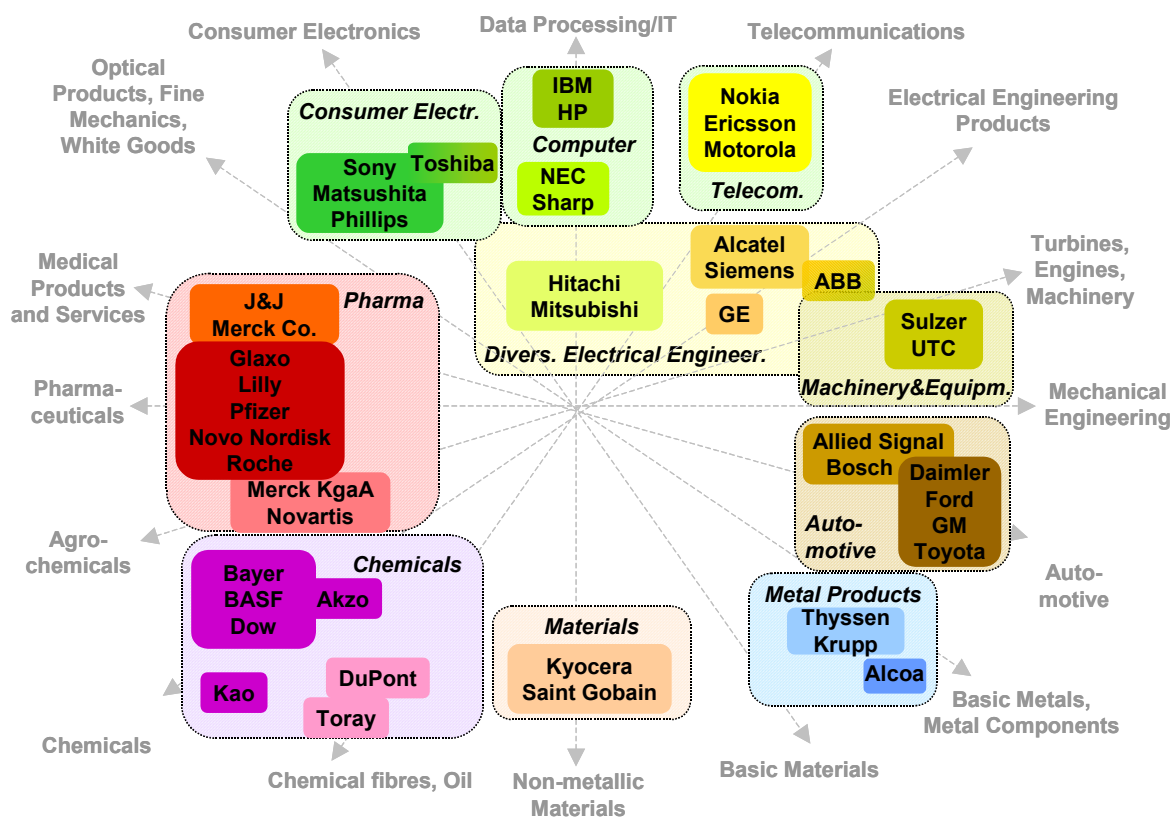 Consumer Electronics
Data Processing/IT
Telecommunications
Optical
Products, Fine
Mechanics,
White Goods
Electrical Engineering
Products
Consumer Electr.
Toshiba
Sony
Matsushita
Phillips
IBM
HP
Computer
NEC
Sharp
Nokia
Ericsson
Motorola
Telecom.
Medical
Products
and Services
Turbines,
Engines,
Machinery
J&J
Merck Co.
Pharma
Glaxo
Lilly
Pfizer
Novo Nordisk
Roche
Merck KgaA
Novartis
Hitachi
Mitsubishi
Alcatel
Siemens
ABB
GE
Divers. Electrical Engineer.
Sulzer
UTC
Machinery&Equipm.
Pharma-
ceuticals
Mechanical
Engineering
Allied Signal
Bosch
Daimler
Ford
GM
Toyota
Auto-
motive
Agro-
chemicals
Auto-
motive
Chemicals
Bayer
BASF
Dow
Akzo
Kao
DuPont
Toray
Materials
Kyocera
Saint Gobain
Metal Products
Thyssen
Krupp
Alcoa
Chemicals
Chemical fibres, Oil
Non-metallic
Materials
Basic Materials
Basic Metals,
Metal Components